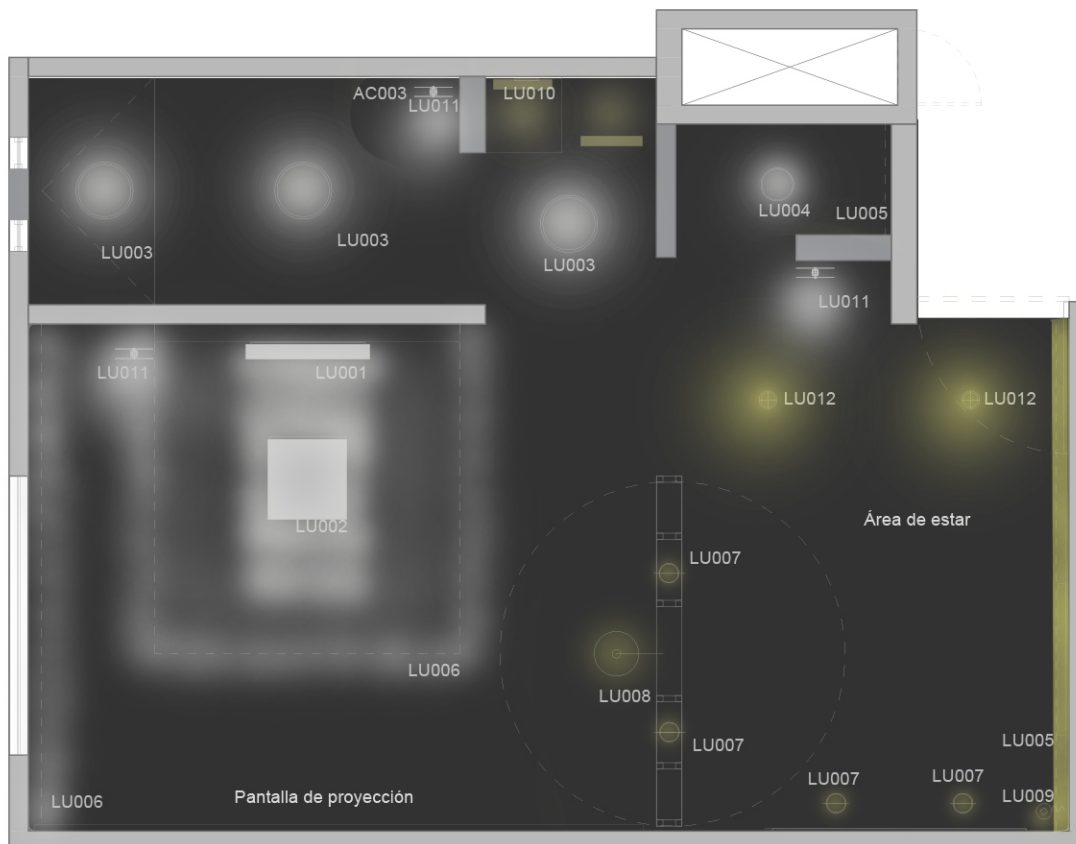 AC003
LU011
LU010
LU003
LU003
LU003
LU004
LU005
LU011
LU011
LU001
LU012
LU012
LU002
Área de estar
LU007
LU006
LU008
LU007
LU005
LU007
LU007
LU009
LU006
Pantalla de proyección